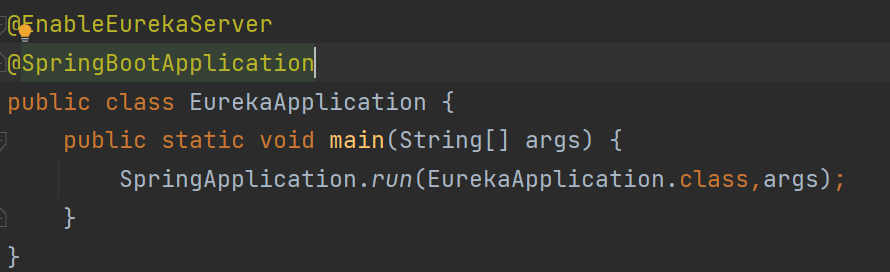 @EnableEurekaServer
@SpringBootApplication
public class EurekaApplication {
    public static void main(String[] args) {
        SpringApplication.run(EurekaApplication.class,args);
    }
}